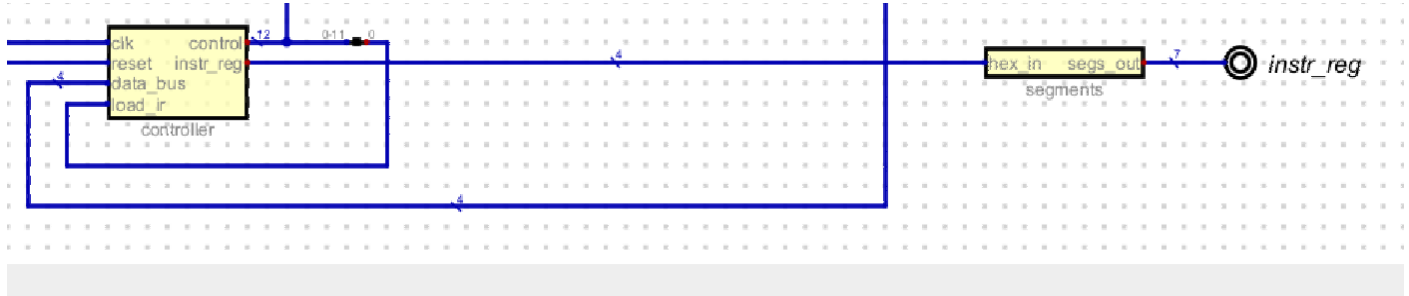 clk control 12 0-11 0
reset instr_reg 4 hex_in segs_out 7 instr_reg
4 data_bus segments
load_ir
controller
4